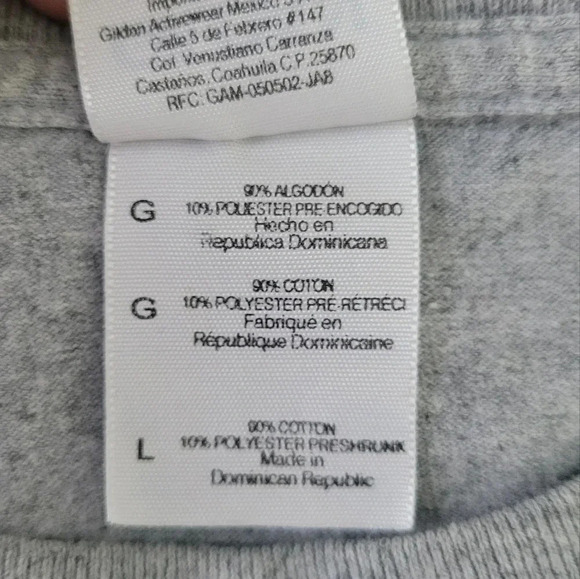 Gildan Activewear Mexico
Calle 5 de Febrero #147
Col Venustiano Carranza
Castaños, Coahuila C P.25870
RFC: GAM-050502-JA8
G
90% ALGODÓN
10% POLIESTER PRE-ENCOGIDO
Hecho en
República Dominicana
G
90% COTON
10% POLYESTER PRÉ-RÉTRÉCI
Fabriqué en
République Dominicaine
L
90% COTTON
10% POLYESTER PRESHRUNK
Made in
Dominican Republic